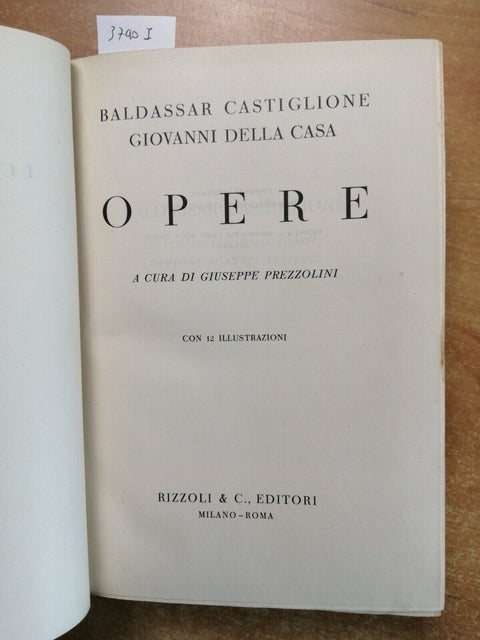 3740 I
BALDASSAR CASTIGLIONE
GIOVANNI DELLA CASA
OPERE
A CURA DI GIUSEPPE PREZZOLINI
CON 12 ILLUSTRAZIONI
RIZZOLI & C., EDITORI
MILANO - ROMA